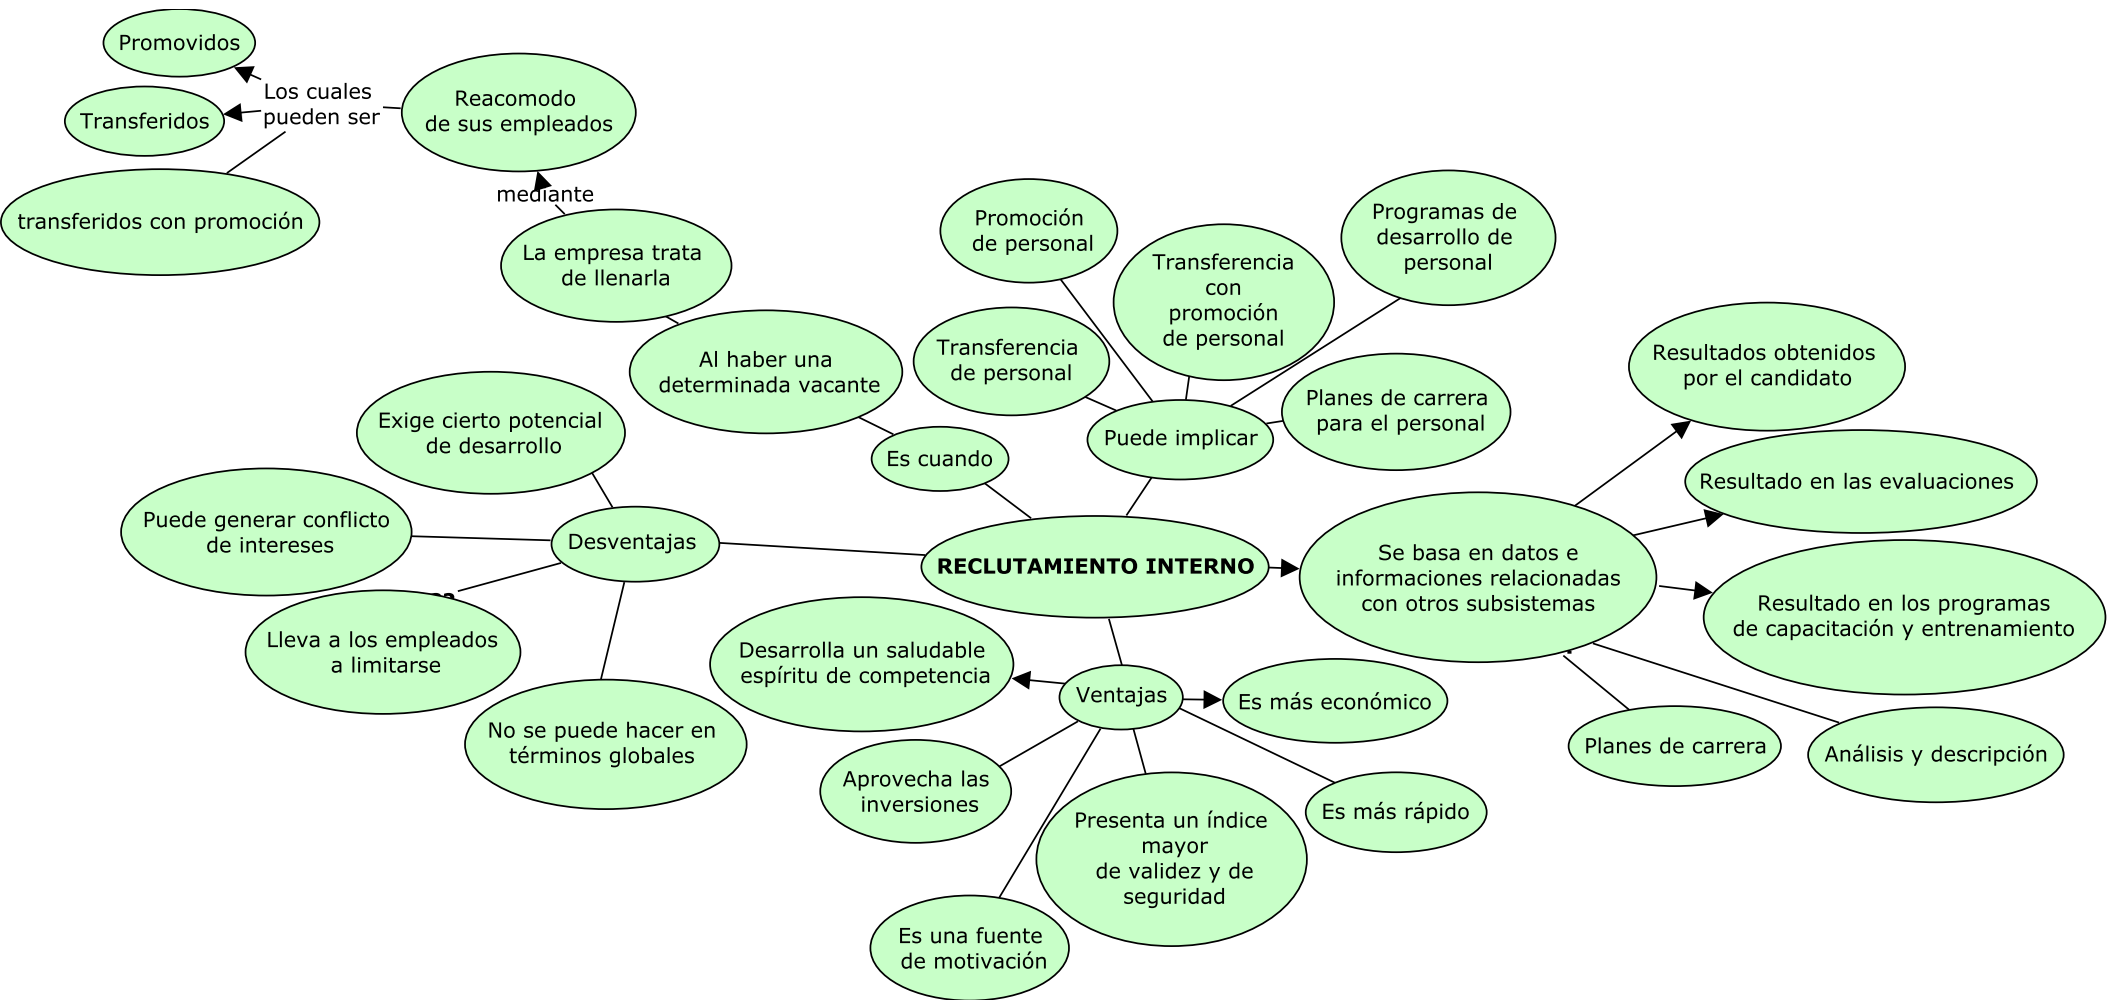 Promovidos
Los cuales
pueden ser
Transferidos
transferidos con promoción
Reacomodo
de sus empleados
mediante
La empresa trata
de llenarla
Al haber una
determinada vacante
Es cuando
Promoción
de personal
Transferencia
con
promoción
de personal
Programas de
desarrollo de
personal
Transferencia
de personal
Planes de carrera
para el personal
Puede implicar
Resultados obtenidos
por el candidato
Resultado en las evaluaciones
Se basa en datos e
informaciones relacionadas
con otros subsistemas
Resultado en los programas
de capacitación y entrenamiento
Planes de carrera
Análisis y descripción
RECLUTAMIENTO INTERNO
Exige cierto potencial
de desarrollo
Puede generar conflicto
de intereses
Desventajas
Lleva a los empleados
a limitarse
No se puede hacer en
términos globales
Desarrolla un saludable
espíritu de competencia
Ventajas
Es más económico
Aprovecha las
inversiones
Es más rápido
Presenta un índice
mayor
de validez y de
seguridad
Es una fuente
de motivación